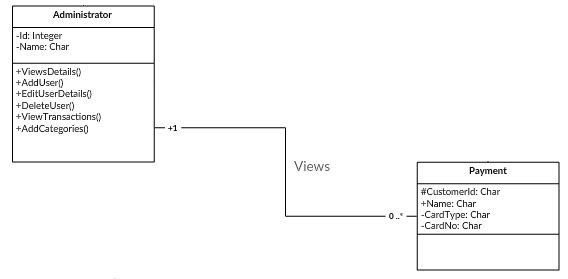 Administrator
-Id: Integer
-Name: Char
+ViewsDetails()
+AddUser()
+EditUserDetails()
+DeleteUser()
+ViewTransactions()
+AddCategories()
+1
Views
0 ..*
Payment
#CustomerId: Char
+Name: Char
-CardType: Char
-CardNo: Char